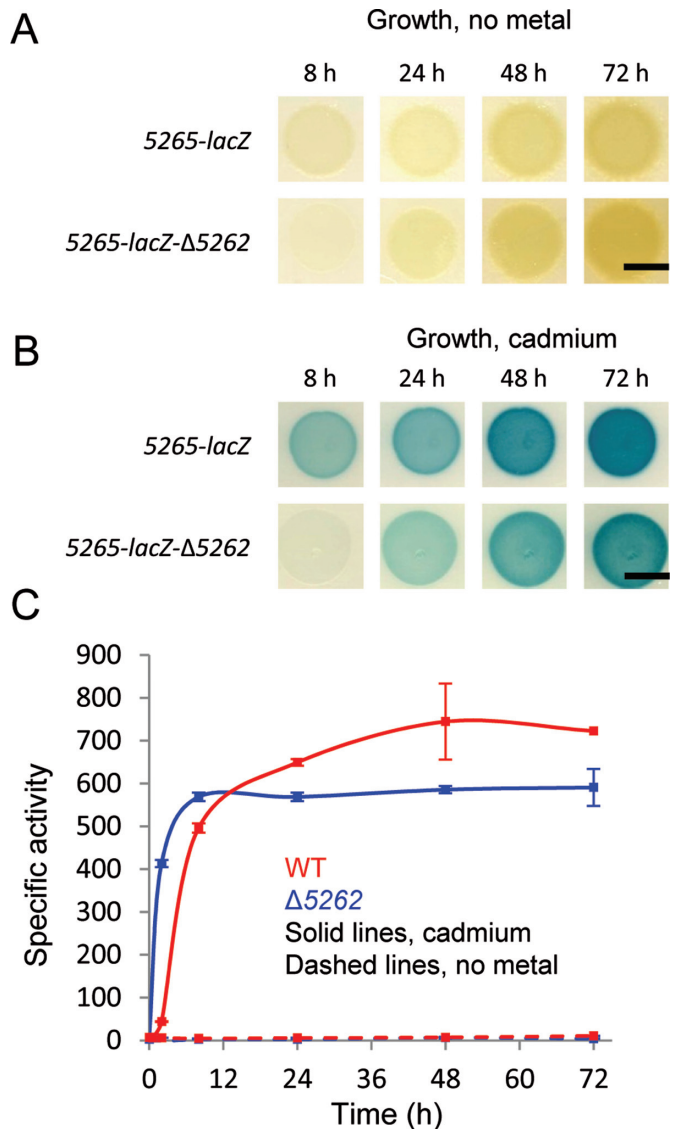 A
Growth, no metal
8 h 24 h 48 h 72 h
5265-lacZ
5265-lacZ-Δ5262
B
Growth, cadmium
8 h 24 h 48 h 72 h
5265-lacZ
5265-lacZ-Δ5262
C
900
800
700
600
500
400
300
200
100
0
Specific activity
WT
Δ5262
Solid lines, cadmium
Dashed lines, no metal
0 12 24 36 48 60 72
Time (h)